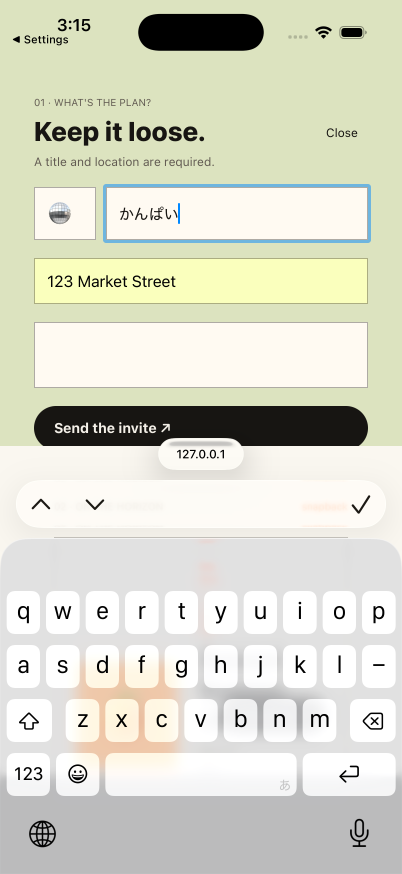 3:15
◀ Settings
01 · WHAT'S THE PLAN?
Keep it loose.
Close
A title and location are required.
かんぱい
123 Market Street
Send the invite ↗
127.0.0.1
q w e r t y u i o p
a s d f g h j k l ー
z x c v b n m
123
あ